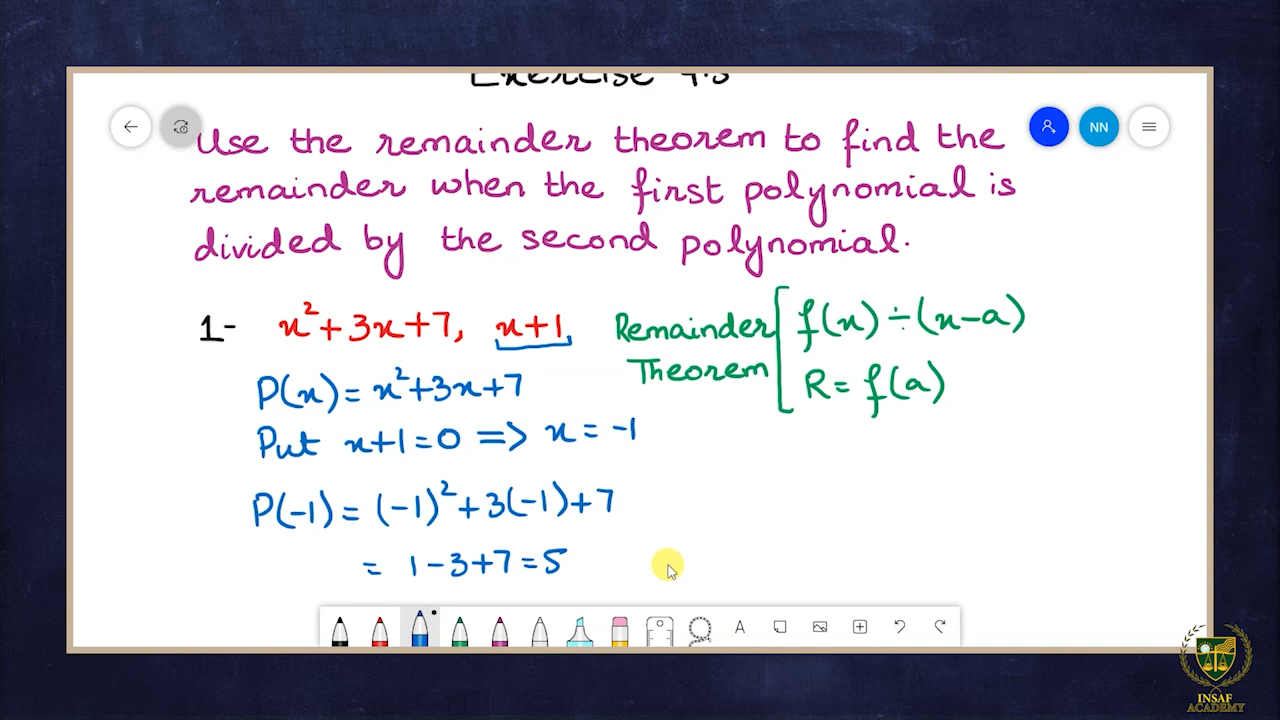 Use the remainder theorem to find the
remainder when the first polynomial is
divided by the second polynomial.
1- x²+3x+7, x+1
Remainder Theorem
f(x) ÷ (x-a)
R = f(a)
P(x) = x²+3x+7
Put x+1=0 => x = -1
P(-1) = (-1)²+3(-1)+7
= 1-3+7=5
NN
A
INSAF
ACADEMY